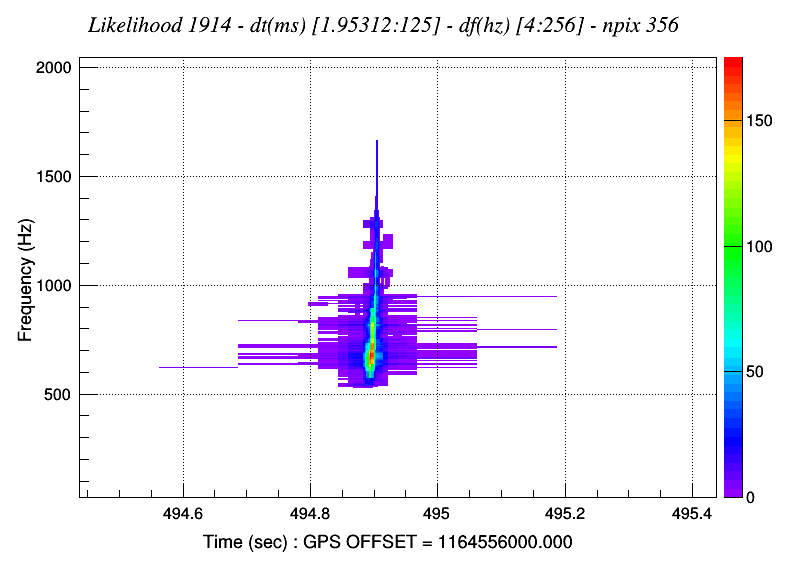 Likelihood 1914 - dt(ms) [1.95312:125] - df(hz) [4:256] - npix 356
Frequency (Hz)
2000
1500
1000
500
150
100
50
0
494.6 494.8 495 495.2 495.4
Time (sec) : GPS OFFSET = 1164556000.000